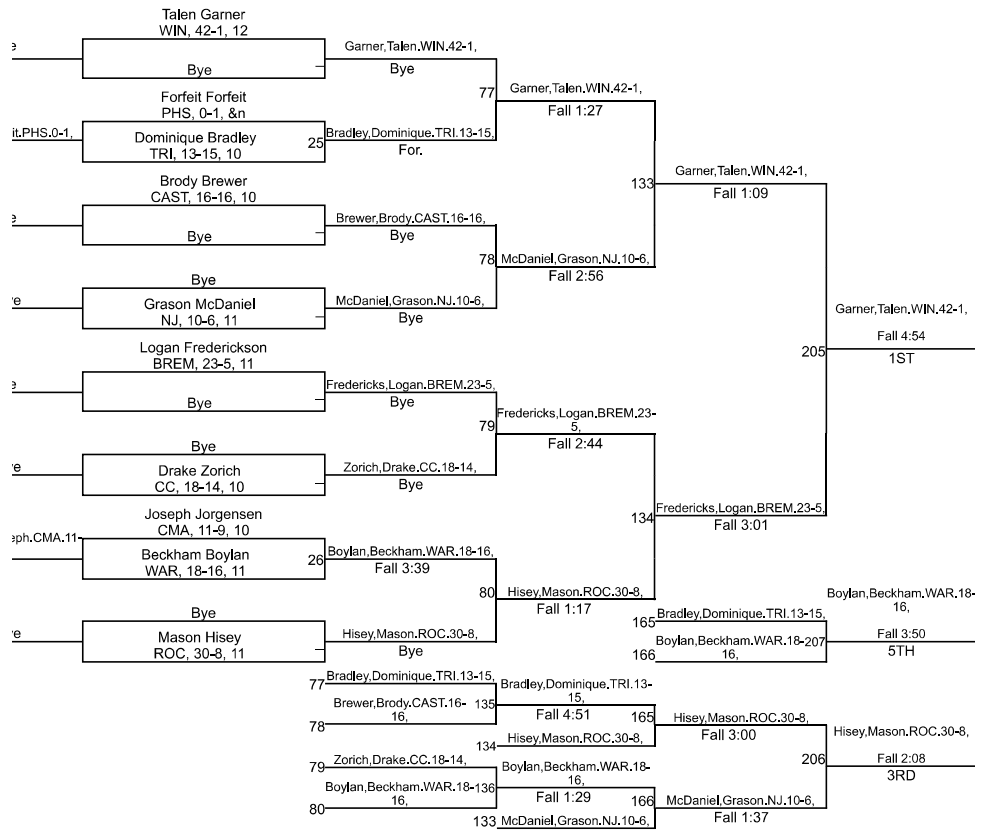 Talen Garner
WIN, 42-1, 12
e
Garner,Talen.WIN.42-1,
Bye
Bye
77
Garner,Talen.WIN.42-1,
Fall 1:27
Forfeit Forfeit
PHS, 0-1, &n
it.PHS.0-1,
Dominique Bradley
TRI, 13-15, 10
25
Bradley,Dominique.TRI.13-15,
For.
133
Garner,Talen.WIN.42-1,
Fall 1:09
Brody Brewer
CAST, 16-16, 10
e
Brewer,Brody.CAST.16-16,
Bye
Bye
78
McDaniel,Grason.NJ.10-6,
Fall 2:56
Bye
Grason McDaniel
NJ, 10-6, 11
/e
McDaniel,Grason.NJ.10-6,
Bye
Garner,Talen.WIN.42-1,
Fall 4:54
205
1ST
Logan Frederickson
BREM, 23-5, 11
e
Fredericks,Logan.BREM.23-5,
Bye
Bye
79
Fredericks,Logan.BREM.23-
5,
Fall 2:44
Bye
Drake Zorich
CC, 18-14, 10
/e
Zorich,Drake.CC.18-14,
Bye
134
Fredericks,Logan.BREM.23-5,
Fall 3:01
Joseph Jorgensen
CMA, 11-9, 10
eph.CMA.11-
Beckham Boylan
WAR, 18-16, 11
26
Boylan,Beckham.WAR.18-16,
Fall 3:39
80
Hisey,Mason.ROC.30-8,
Fall 1:17
Bye
Mason Hisey
ROC, 30-8, 11
/e
Hisey,Mason.ROC.30-8,
Bye
165
Bradley,Dominique.TRI.13-15,
166
Boylan,Beckham.WAR.18-
16,
207
Boylan,Beckham.WAR.18-
16,
Fall 3:50
5TH
77
Bradley,Dominique.TRI.13-15,
78
Brewer,Brody.CAST.16-
16,
135
Bradley,Dominique.TRI.13-
15,
Fall 4:51
134
Hisey,Mason.ROC.30-8,
165
Hisey,Mason.ROC.30-8,
Fall 3:00
79
Zorich,Drake.CC.18-14,
80
Boylan,Beckham.WAR.18-
16,
136
Boylan,Beckham.WAR.18-
16,
Fall 1:29
133
McDaniel,Grason.NJ.10-6,
166
McDaniel,Grason.NJ.10-6,
Fall 1:37
206
Hisey,Mason.ROC.30-8,
Fall 2:08
3RD